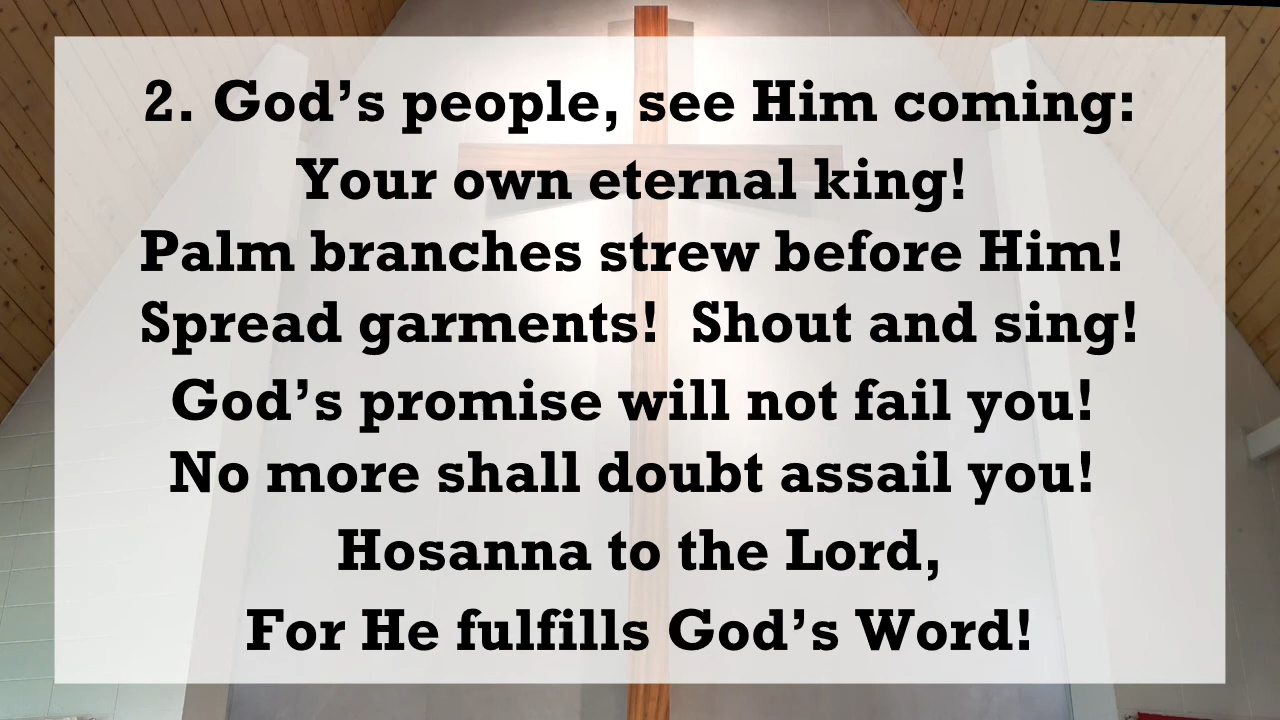 2. God’s people, see Him coming:
Your own eternal king!
Palm branches strew before Him!
Spread garments!  Shout and sing!
God’s promise will not fail you!
No more shall doubt assail you!
Hosanna to the Lord,
For He fulfills God’s Word!